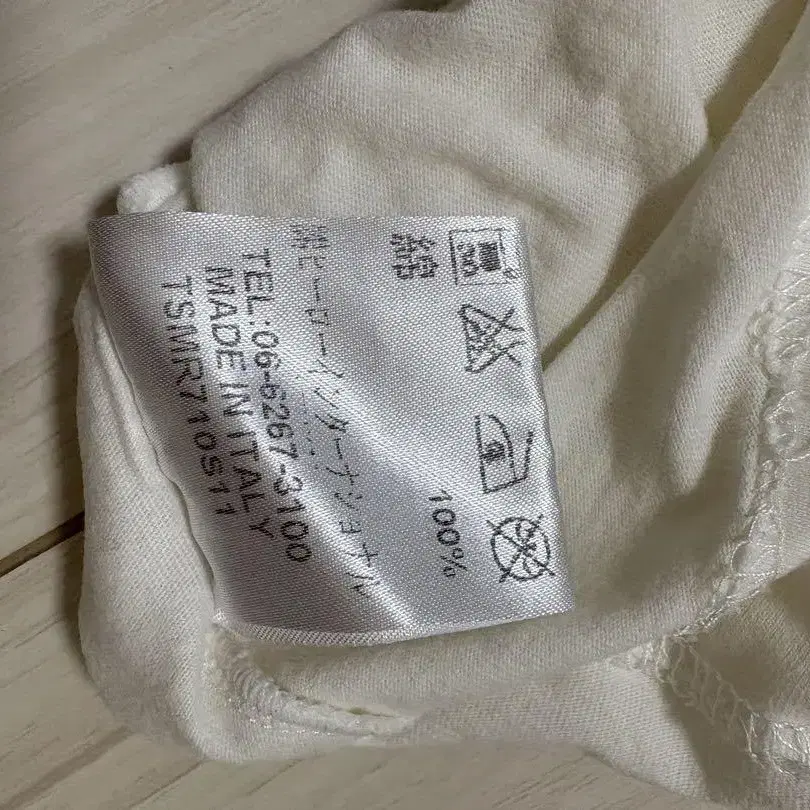 綿 100%
㈱ヒーローインターナショナル
TEL:06-6267-3100
MADE IN ITALY
TSMR710S11